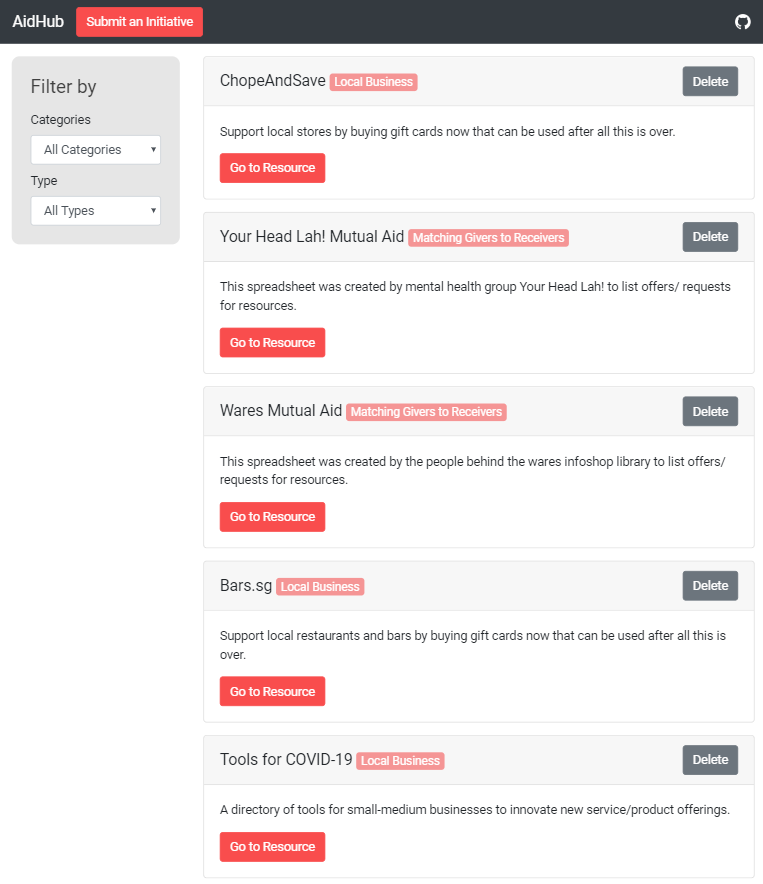 AidHub Submit an Initiative
Filter by
Categories
All Categories
Type
All Types
ChopeAndSave Local Business Delete
Support local stores by buying gift cards now that can be used after all this is over.
Go to Resource
Your Head Lah! Mutual Aid Matching Givers to Receivers Delete
This spreadsheet was created by mental health group Your Head Lah! to list offers/ requests
for resources.
Go to Resource
Wares Mutual Aid Matching Givers to Receivers Delete
This spreadsheet was created by the people behind the wares infoshop library to list offers/
requests for resources.
Go to Resource
Bars.sg Local Business Delete
Support local restaurants and bars by buying gift cards now that can be used after all this is
over.
Go to Resource
Tools for COVID-19 Local Business Delete
A directory of tools for small-medium businesses to innovate new service/product offerings.
Go to Resource